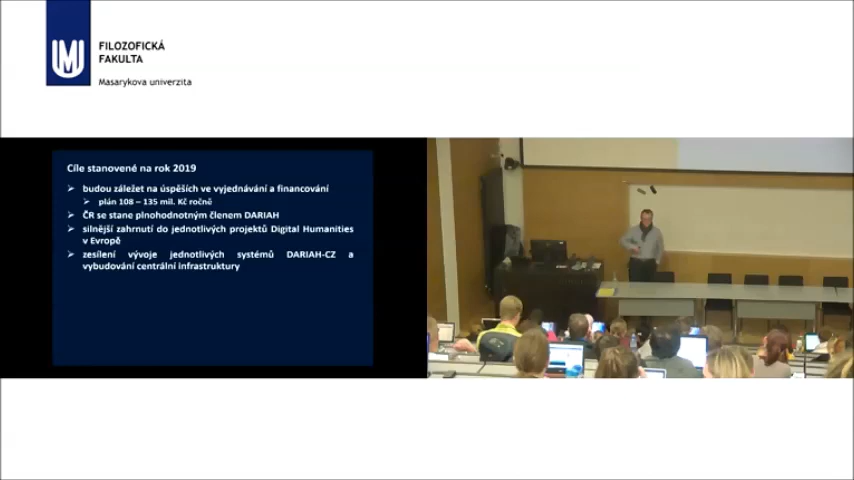 FILOZOFICKÁ
FAKULTA
Masarykova univerzita
Cíle stanovené na rok 2019
budou záležet na úspěších ve vyjednávání a financování
plán 108 – 135 mil. Kč ročně
ČR se stane plnohodnotným členem DARIAH
silnější zahrnutí do jednotlivých projektů Digital Humanities
v Evropě
zesílení vývoje jednotlivých systémů DARIAH-CZ a
vybudování centrální infrastruktury